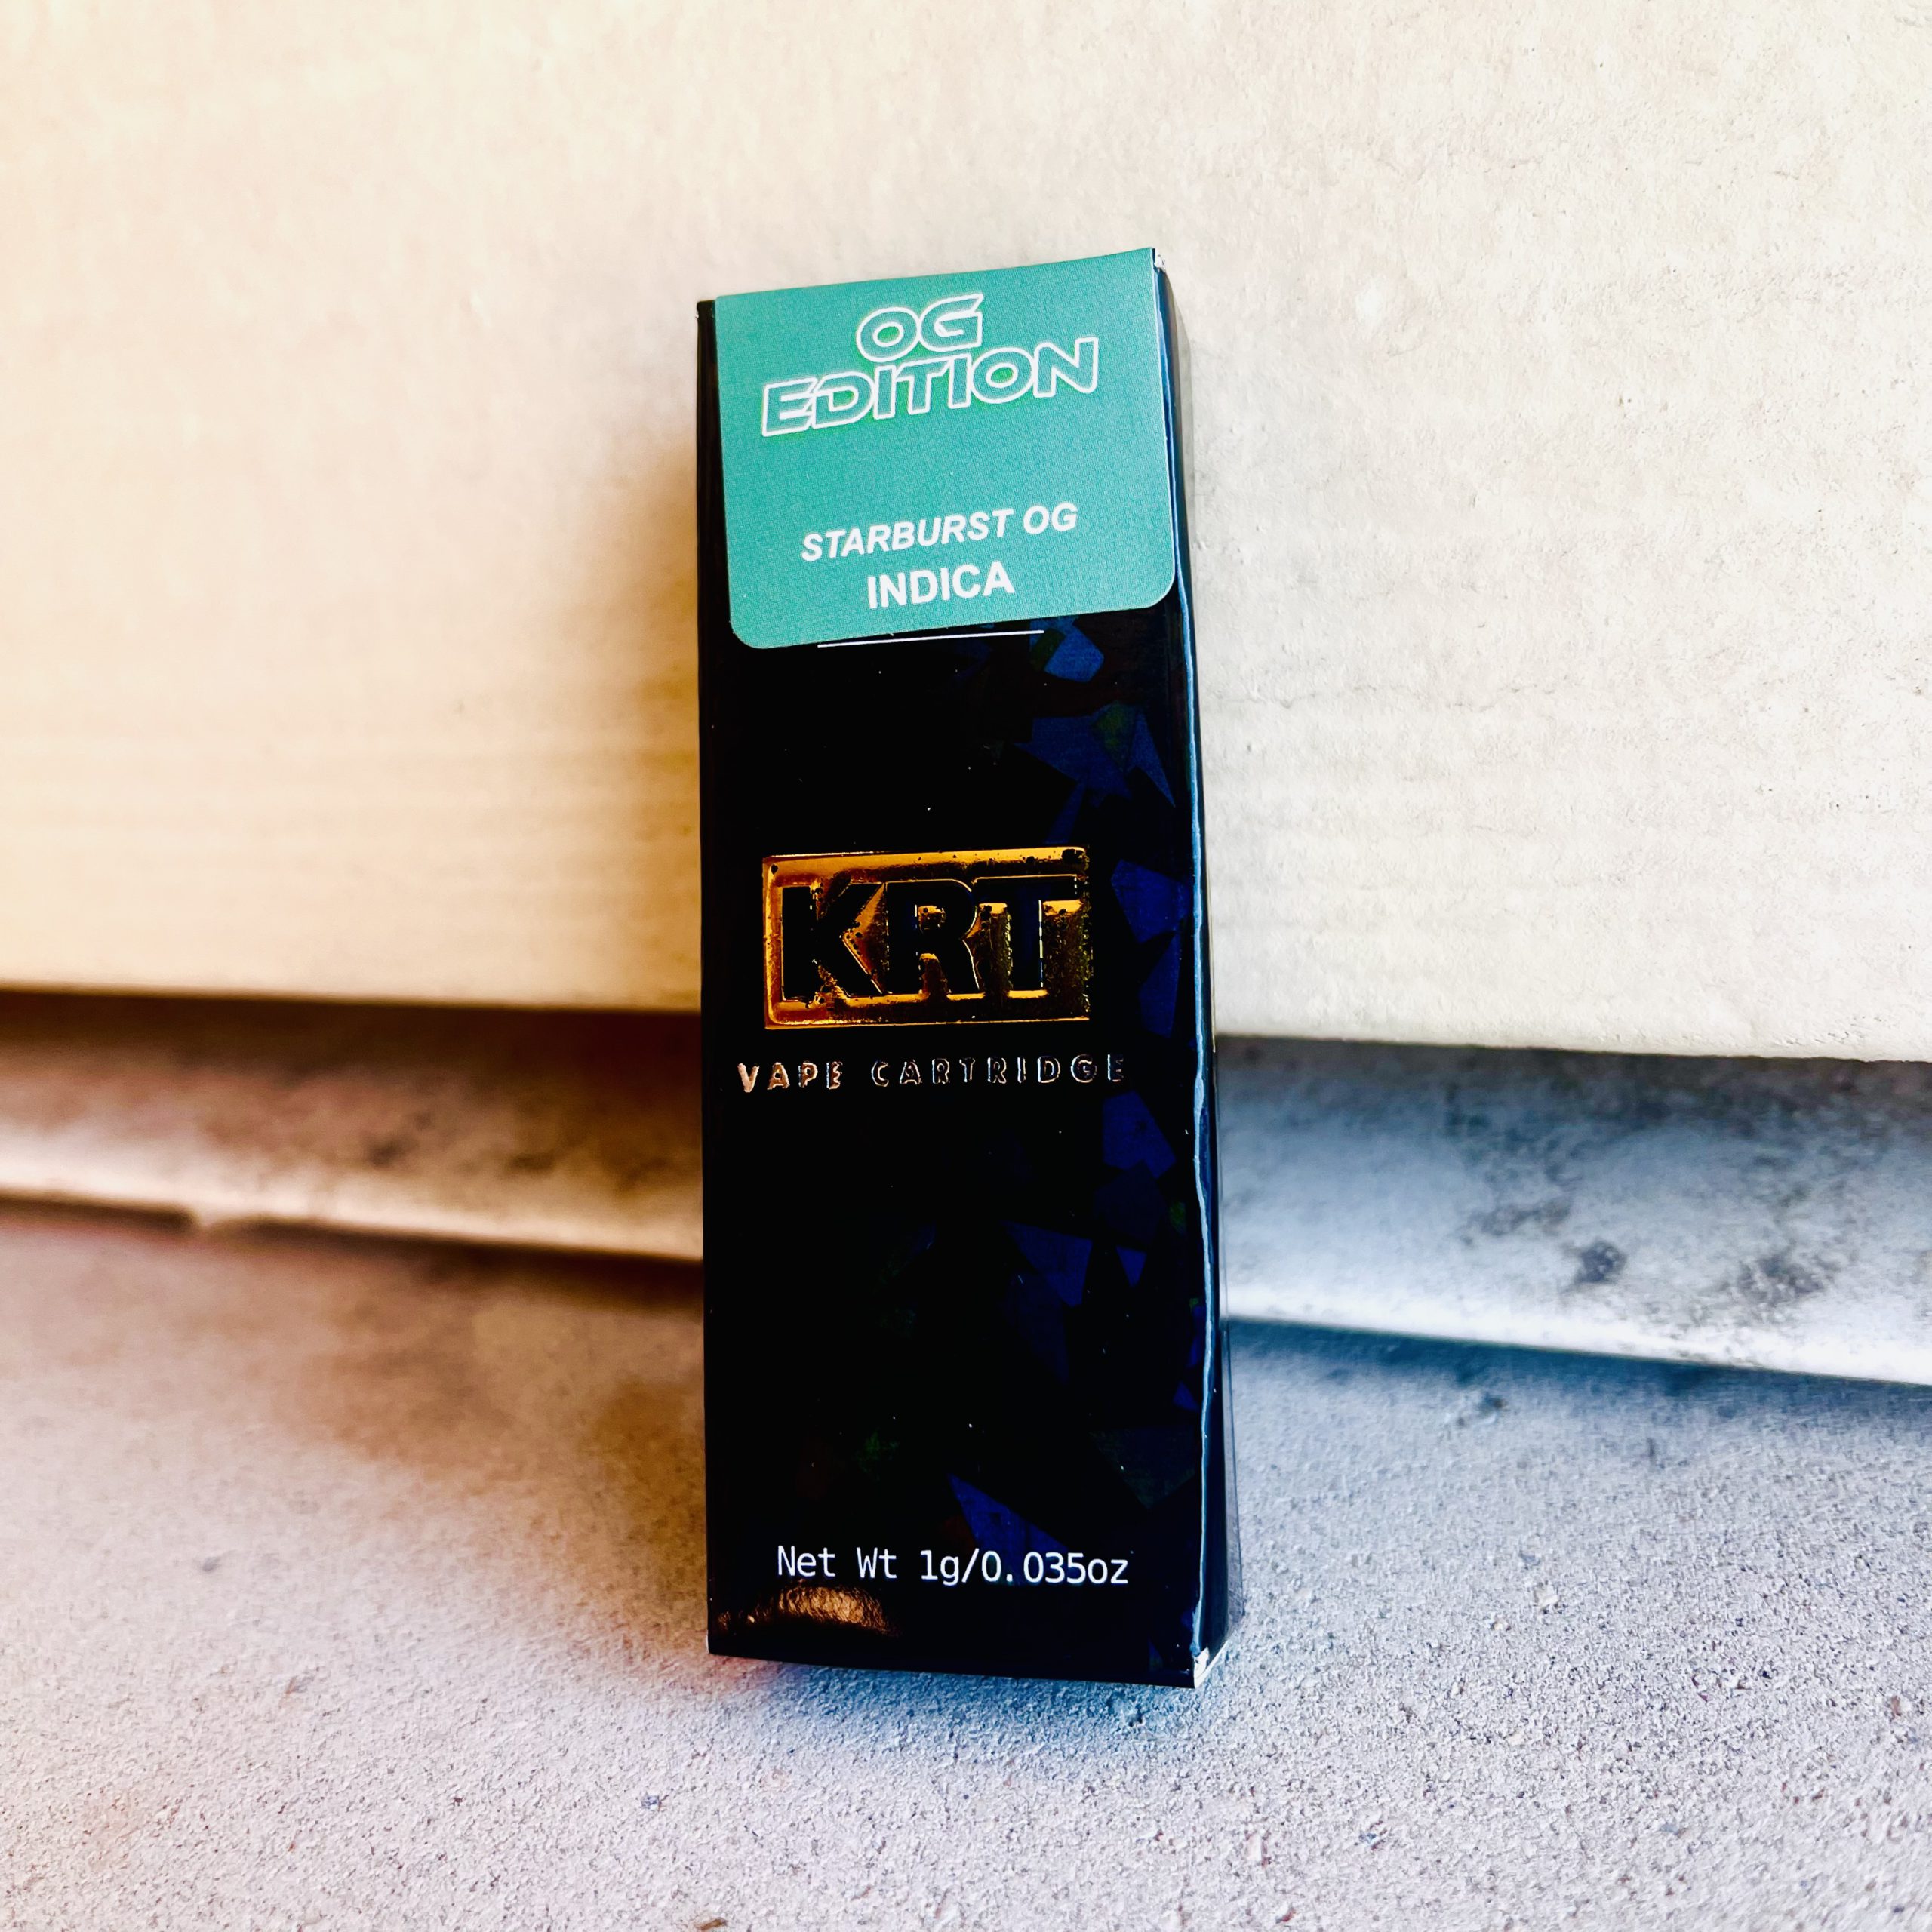 OG
EDITION
STARBURST OG
INDICA
KRT
VAPE CARTRIDGE
Net Wt 1g/0.035oz